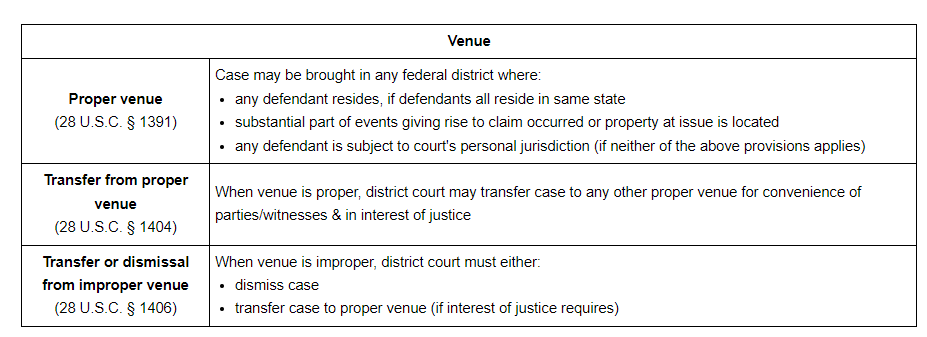 Venue
Proper venue
(28 U.S.C. § 1391)
Case may be brought in any federal district where:
• any defendant resides, if defendants all reside in same state
• substantial part of events giving rise to claim occurred or property at issue is located
• any defendant is subject to court's personal jurisdiction (if neither of the above provisions applies)
Transfer from proper
venue
(28 U.S.C. § 1404)
When venue is proper, district court may transfer case to any other proper venue for convenience of
parties/witnesses & in interest of justice
Transfer or dismissal
from improper venue
(28 U.S.C. § 1406)
When venue is improper, district court must either:
• dismiss case
• transfer case to proper venue (if interest of justice requires)